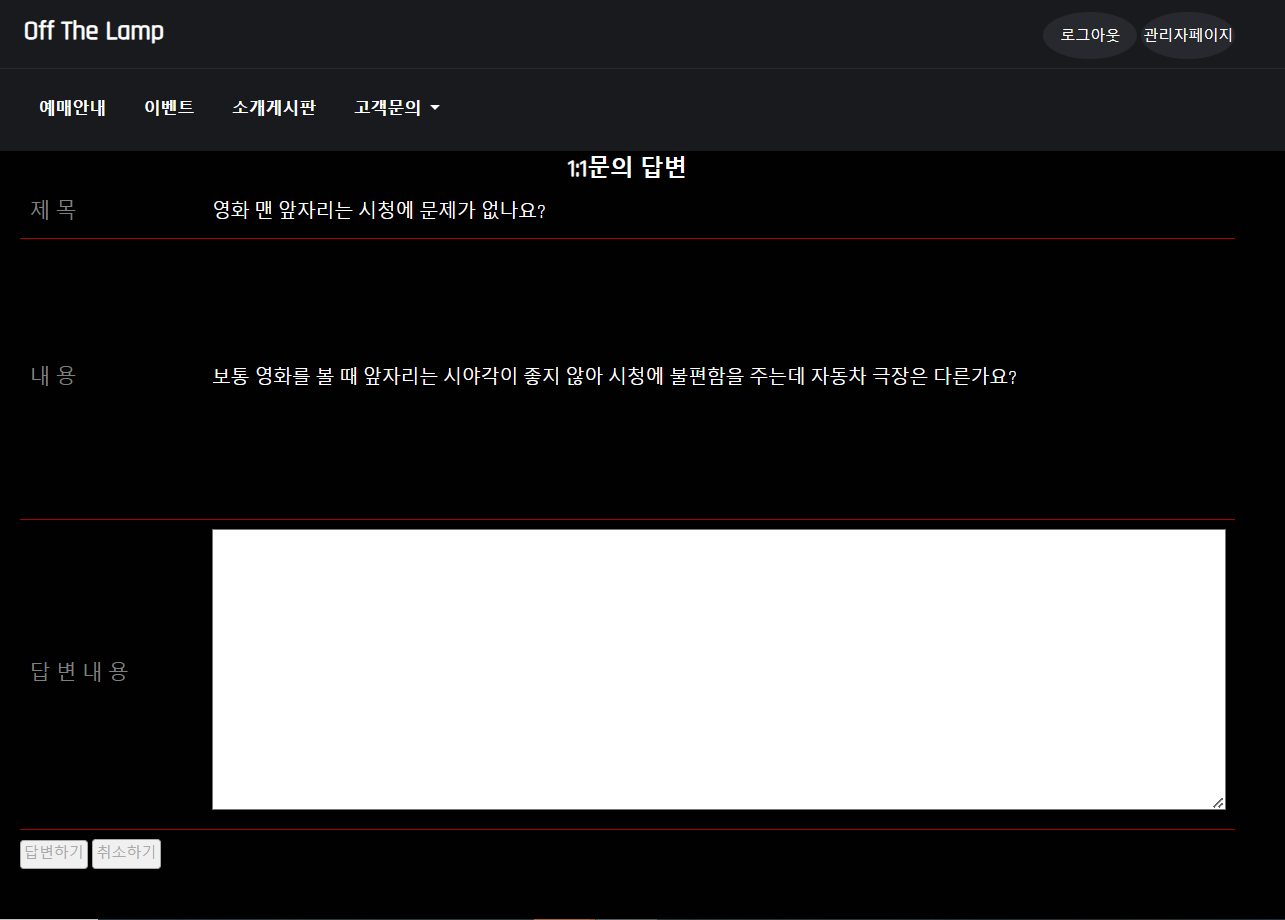 Off The Lamp
로그아웃 관리자페이지
예매안내 이벤트 소개게시판 고객문의
1:1문의 답변
제 목 영화 맨 앞자리는 시청에 문제가 없나요?
내 용 보통 영화를 볼 때 앞자리는 시야각이 좋지 않아 시청에 불편함을 주는데 자동차 극장은 다른가요?
답 변 내 용
답변하기 취소하기